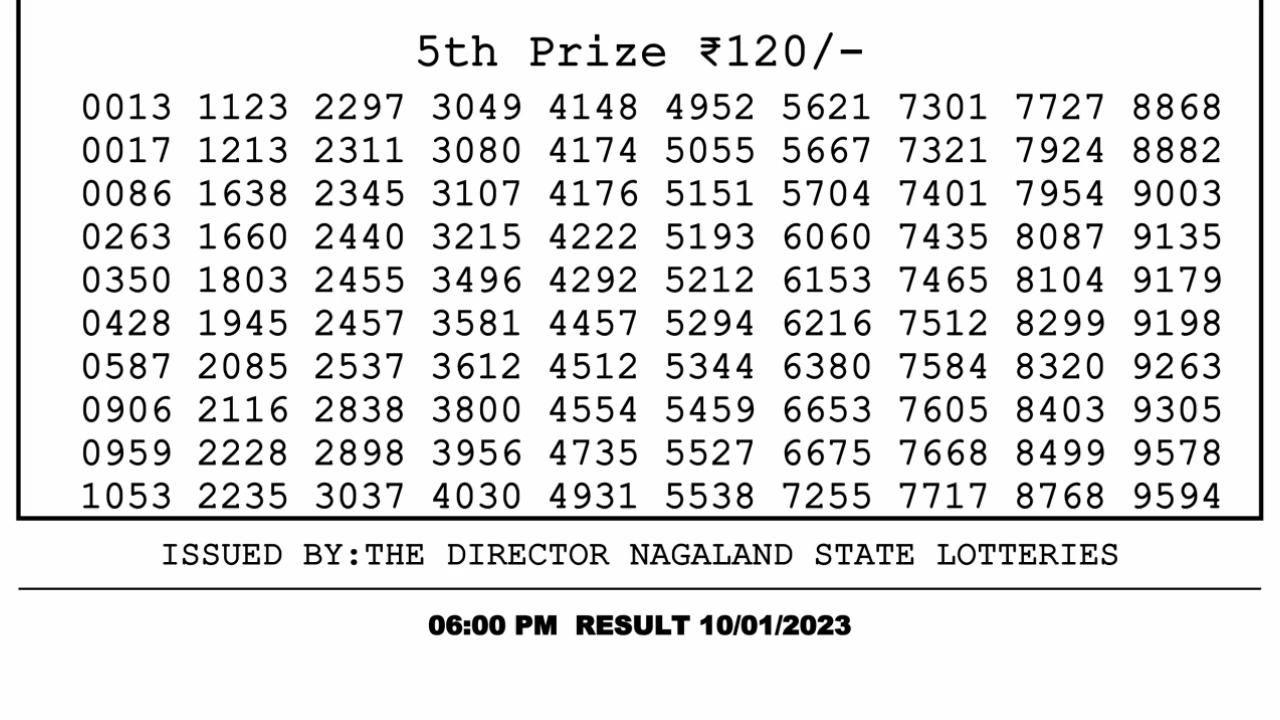 5th Prize ₹120/-
0013 1123 2297 3049 4148 4952 5621 7301 7727 8868
0017 1213 2311 3080 4174 5055 5667 7321 7924 8882
0086 1638 2345 3107 4176 5151 5704 7401 7954 9003
0263 1660 2440 3215 4222 5193 6060 7435 8087 9135
0350 1803 2455 3496 4292 5212 6153 7465 8104 9179
0428 1945 2457 3581 4457 5294 6216 7512 8299 9198
0587 2085 2537 3612 4512 5344 6380 7584 8320 9263
0906 2116 2838 3800 4554 5459 6653 7605 8403 9305
0959 2228 2898 3956 4735 5527 6675 7668 8499 9578
1053 2235 3037 4030 4931 5538 7255 7717 8768 9594
ISSUED BY:THE DIRECTOR NAGALAND STATE LOTTERIES
06:00 PM RESULT 10/01/2023